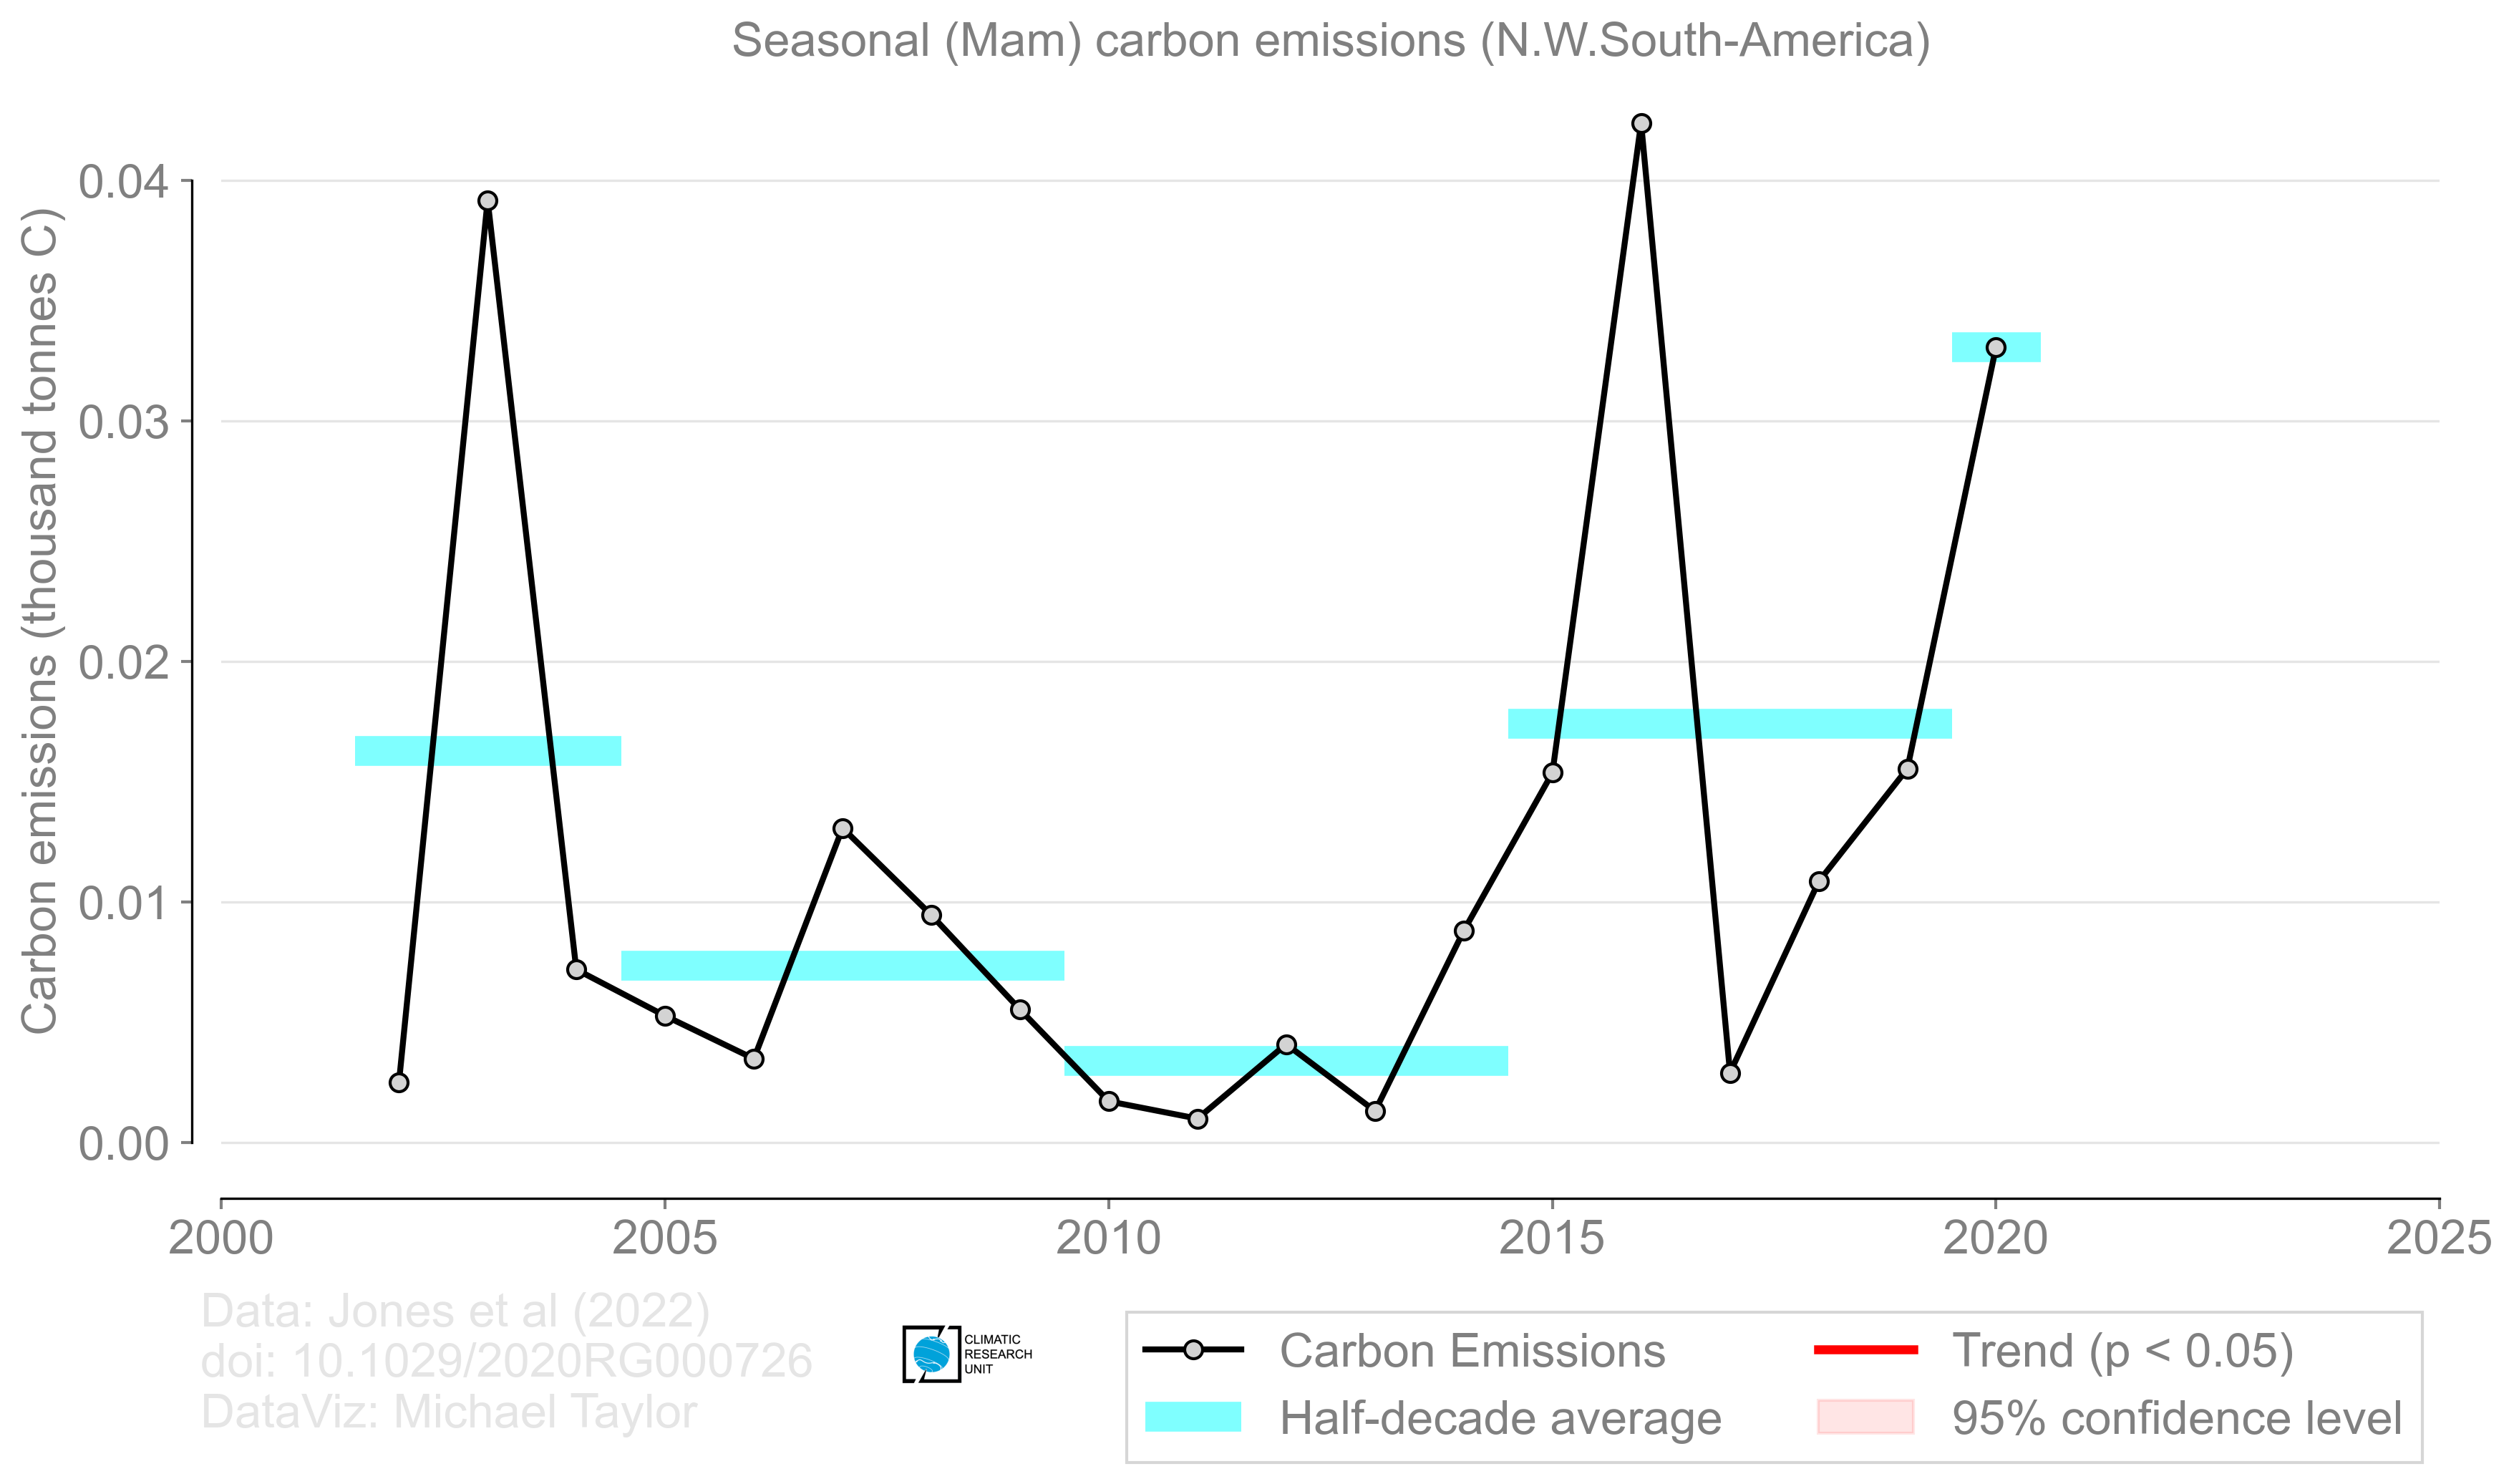 Seasonal (Mam) carbon emissions (N.W.South-America)
Carbon emissions (thousand tonnes C)
0.04
0.03
0.02
0.01
0.00
2000 2005 2010 2015 2020 2025
Data: Jones et al (2022)
doi: 10.1029/2020RG000726
DataViz: Michael Taylor
CLIMATIC
RESEARCH
UNIT
Carbon Emissions
Half-decade average
Trend (p < 0.05)
95% confidence level